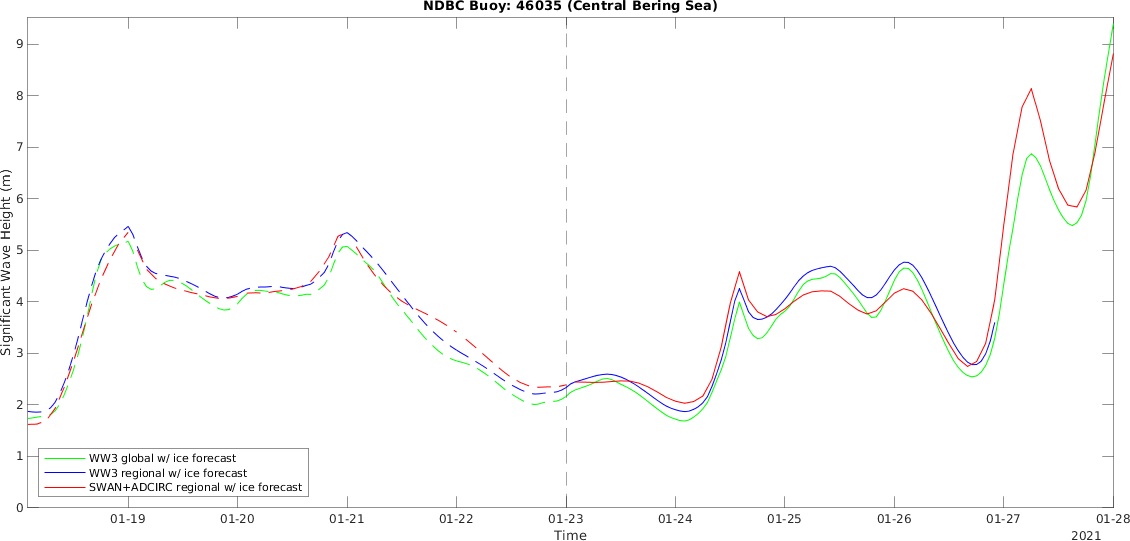 NDBC Buoy: 46035 (Central Bering Sea)
9
8
7
6
5
4
3
2
1
0
Significant Wave Height (m)
WW3 global w/ ice forecast
WW3 regional w/ ice forecast
SWAN+ADCIRC regional w/ ice forecast
01-19 01-20 01-21 01-22 01-23 01-24 01-25 01-26 01-27 01-28
Time 2021